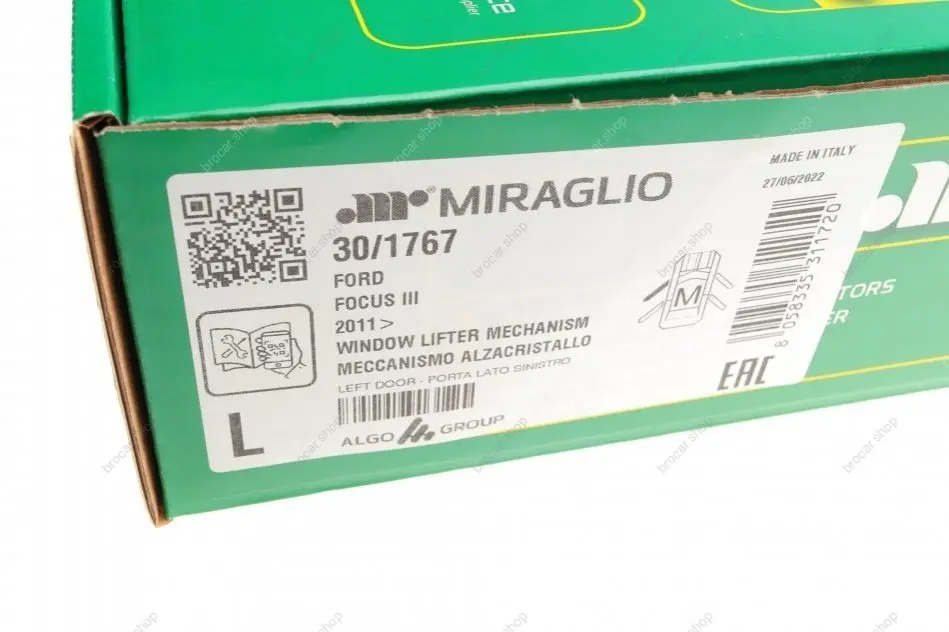 MIRAGLIO
30/1767
FORD
FOCUS III
2011>
WINDOW LIFTER MECHANISM
MECCANISMO ALZACRISTALLO
LEFT DOOR - PORTA LATO SINISTRO
ALGO GROUP
L
MADE IN ITALY
27/06/2022
M
8 058335 311720
EAC
TORS
ER
brocar.shop